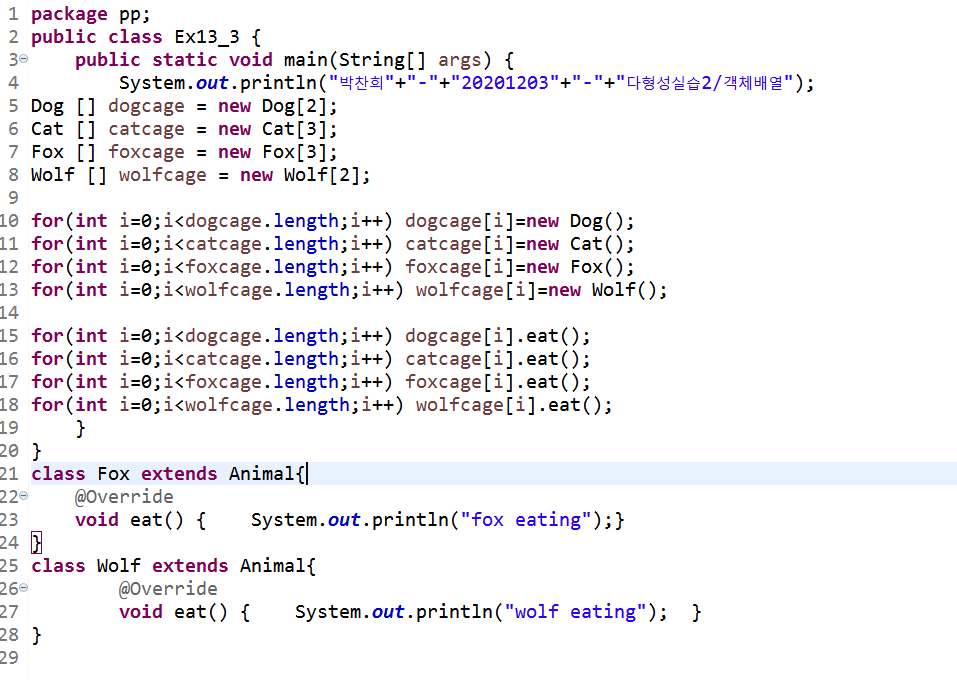 1 package pp;
2 public class Ex13_3 {
3 public static void main(String[] args) {
4 System.out.println("박찬희"+"-"+"20201203"+"-"+"다형성실습2/객체배열");
5 Dog [] dogcage = new Dog[2];
6 Cat [] catcage = new Cat[3];
7 Fox [] foxcage = new Fox[3];
8 Wolf [] wolfcage = new Wolf[2];
9
10 for(int i=0;i<dogcage.length;i++) dogcage[i]=new Dog();
11 for(int i=0;i<catcage.length;i++) catcage[i]=new Cat();
12 for(int i=0;i<foxcage.length;i++) foxcage[i]=new Fox();
13 for(int i=0;i<wolfcage.length;i++) wolfcage[i]=new Wolf();
14
15 for(int i=0;i<dogcage.length;i++) dogcage[i].eat();
16 for(int i=0;i<catcage.length;i++) catcage[i].eat();
17 for(int i=0;i<foxcage.length;i++) foxcage[i].eat();
18 for(int i=0;i<wolfcage.length;i++) wolfcage[i].eat();
19 }
20 }
21 class Fox extends Animal{
22 @Override
23 void eat() { System.out.println("fox eating");}
24 }
25 class Wolf extends Animal{
26 @Override
27 void eat() { System.out.println("wolf eating"); }
28 }
29